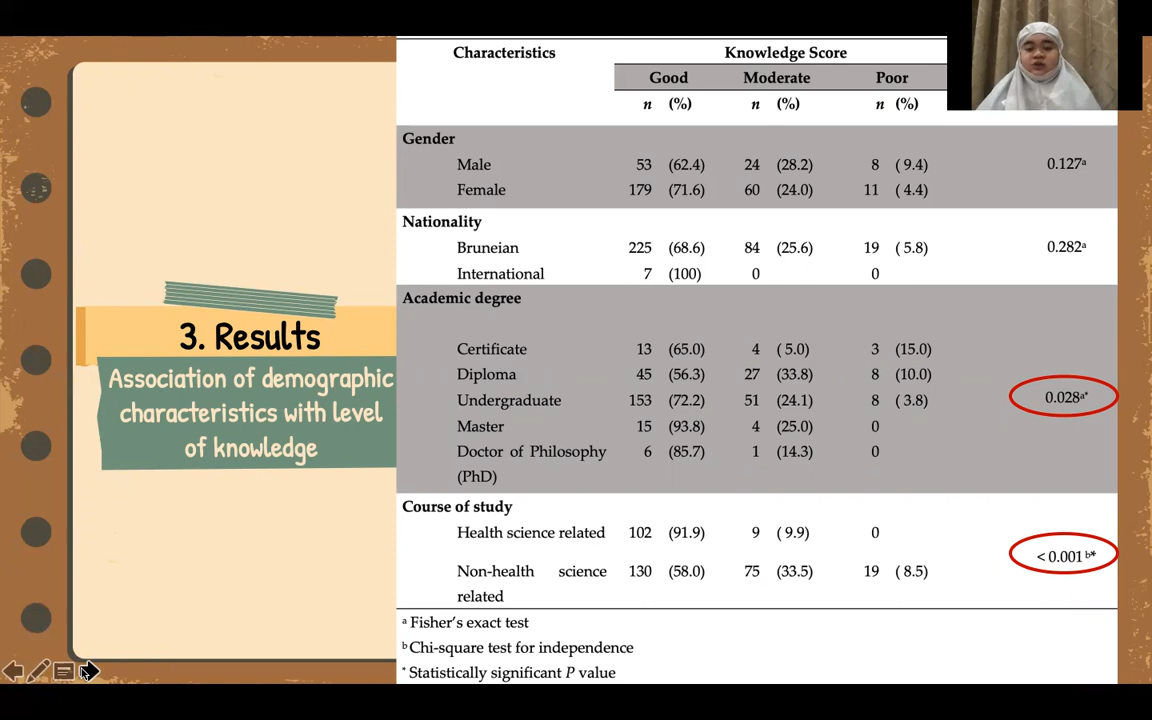 3. Results
Association of demographic
characteristics with level
of knowledge
Characteristics Knowledge Score
Good Moderate Poor
n (%) n (%) n (%)
Gender
Male 53 (62.4) 24 (28.2) 8 ( 9.4) 0.127ᵃ
Female 179 (71.6) 60 (24.0) 11 ( 4.4)
Nationality
Bruneian 225 (68.6) 84 (25.6) 19 ( 5.8) 0.282ᵃ
International 7 (100) 0 0
Academic degree
Certificate 13 (65.0) 4 ( 5.0) 3 (15.0)
Diploma 45 (56.3) 27 (33.8) 8 (10.0)
Undergraduate 153 (72.2) 51 (24.1) 8 ( 3.8) 0.028ᵃ*
Master 15 (93.8) 4 (25.0) 0
Doctor of Philosophy 6 (85.7) 1 (14.3) 0
(PhD)
Course of study
Health science related 102 (91.9) 9 ( 9.9) 0
< 0.001 ᵇ*
Non-health science 130 (58.0) 75 (33.5) 19 ( 8.5)
related
ᵃ Fisher's exact test
ᵇ Chi-square test for independence
* Statistically significant P value